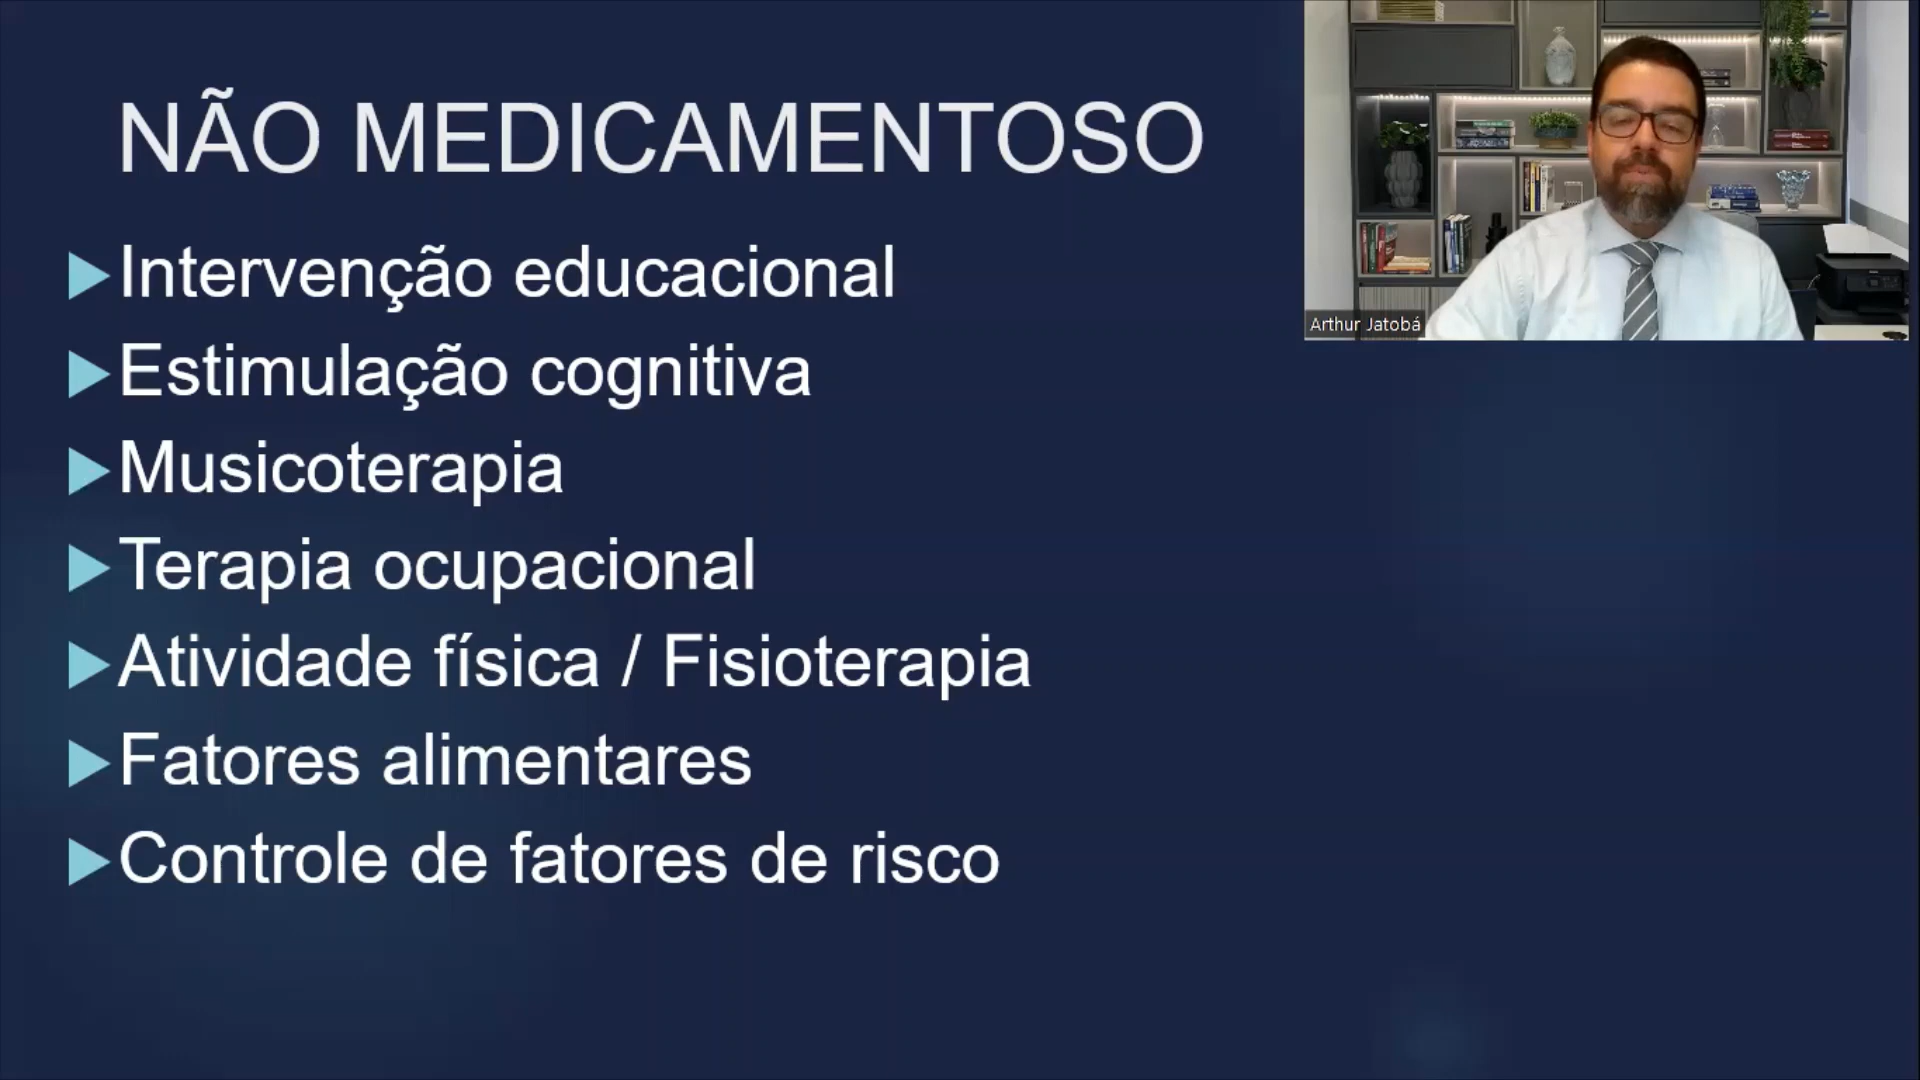 NÃO MEDICAMENTOSO
Intervenção educacional
Estimulação cognitiva
Musicoterapia
Terapia ocupacional
Atividade física / Fisioterapia
Fatores alimentares
Controle de fatores de risco
Arthur Jatobá